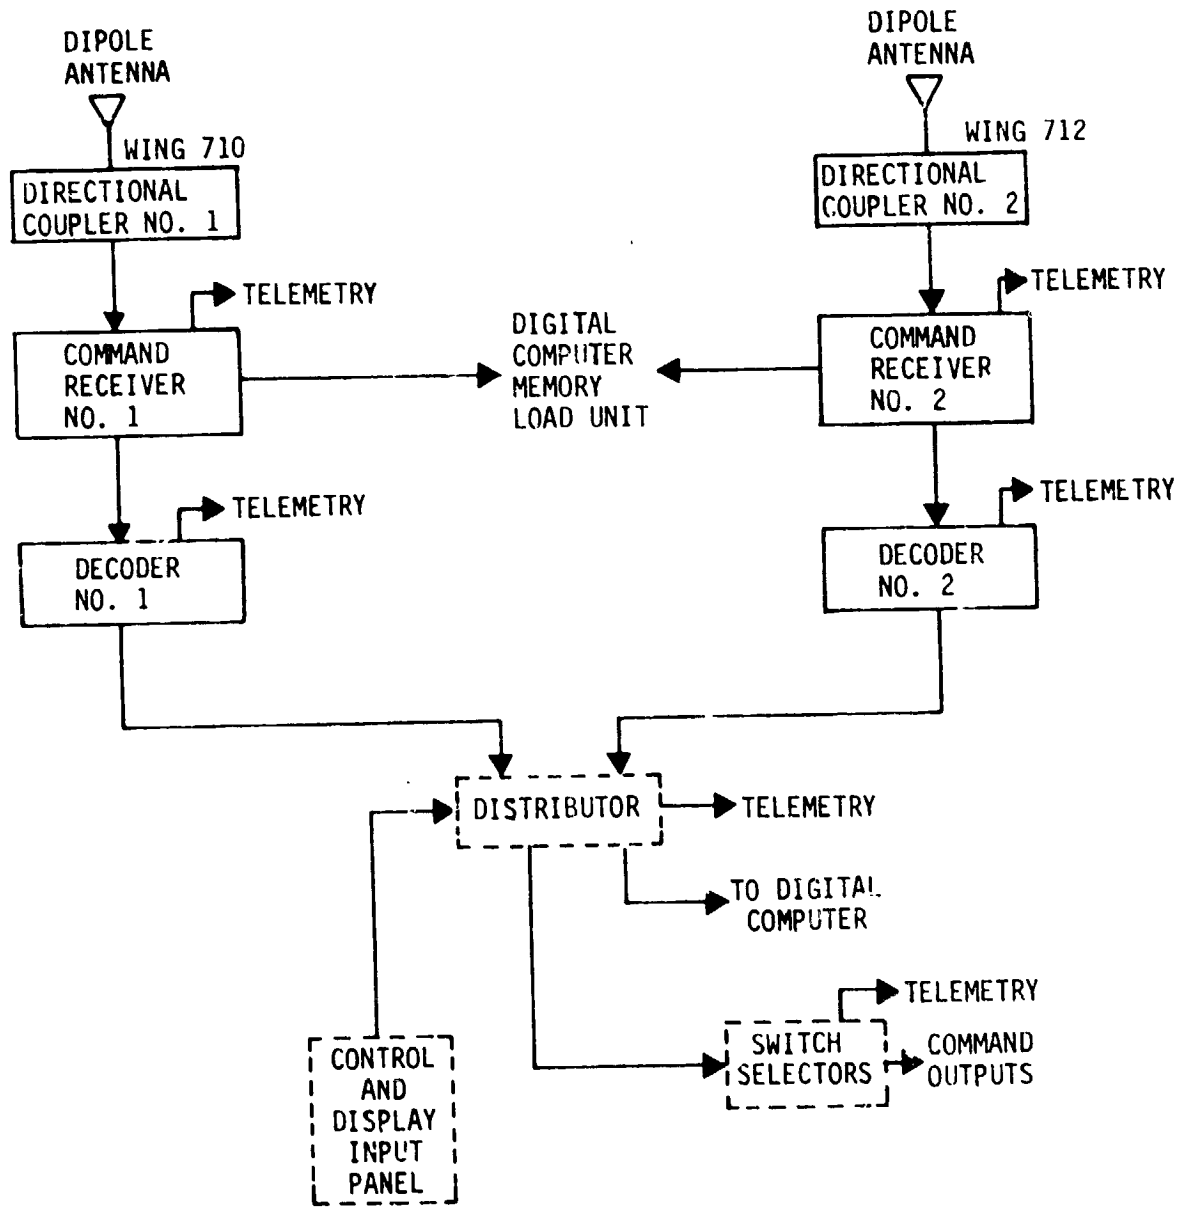 DIPOLE
ANTENNA
WING 710
DIRECTIONAL
COUPLER NO. 1
TELEMETRY
COMMAND
RECEIVER
NO. 1
TELEMETRY
DECODER
NO. 1
DIPOLE
ANTENNA
WING 712
DIRECTIONAL
COUPLER NO. 2
TELEMETRY
COMMAND
RECEIVER
NO. 2
TELEMETRY
DECODER
NO. 2
DIGITAL
COMPUTER
MEMORY
LOAD UNIT
DISTRIBUTOR
TELEMETRY
TO DIGITAL
COMPUTER
TELEMETRY
SWITCH
SELECTORS
COMMAND
OUTPUTS
CONTROL
AND
DISPLAY
INPUT
PANEL